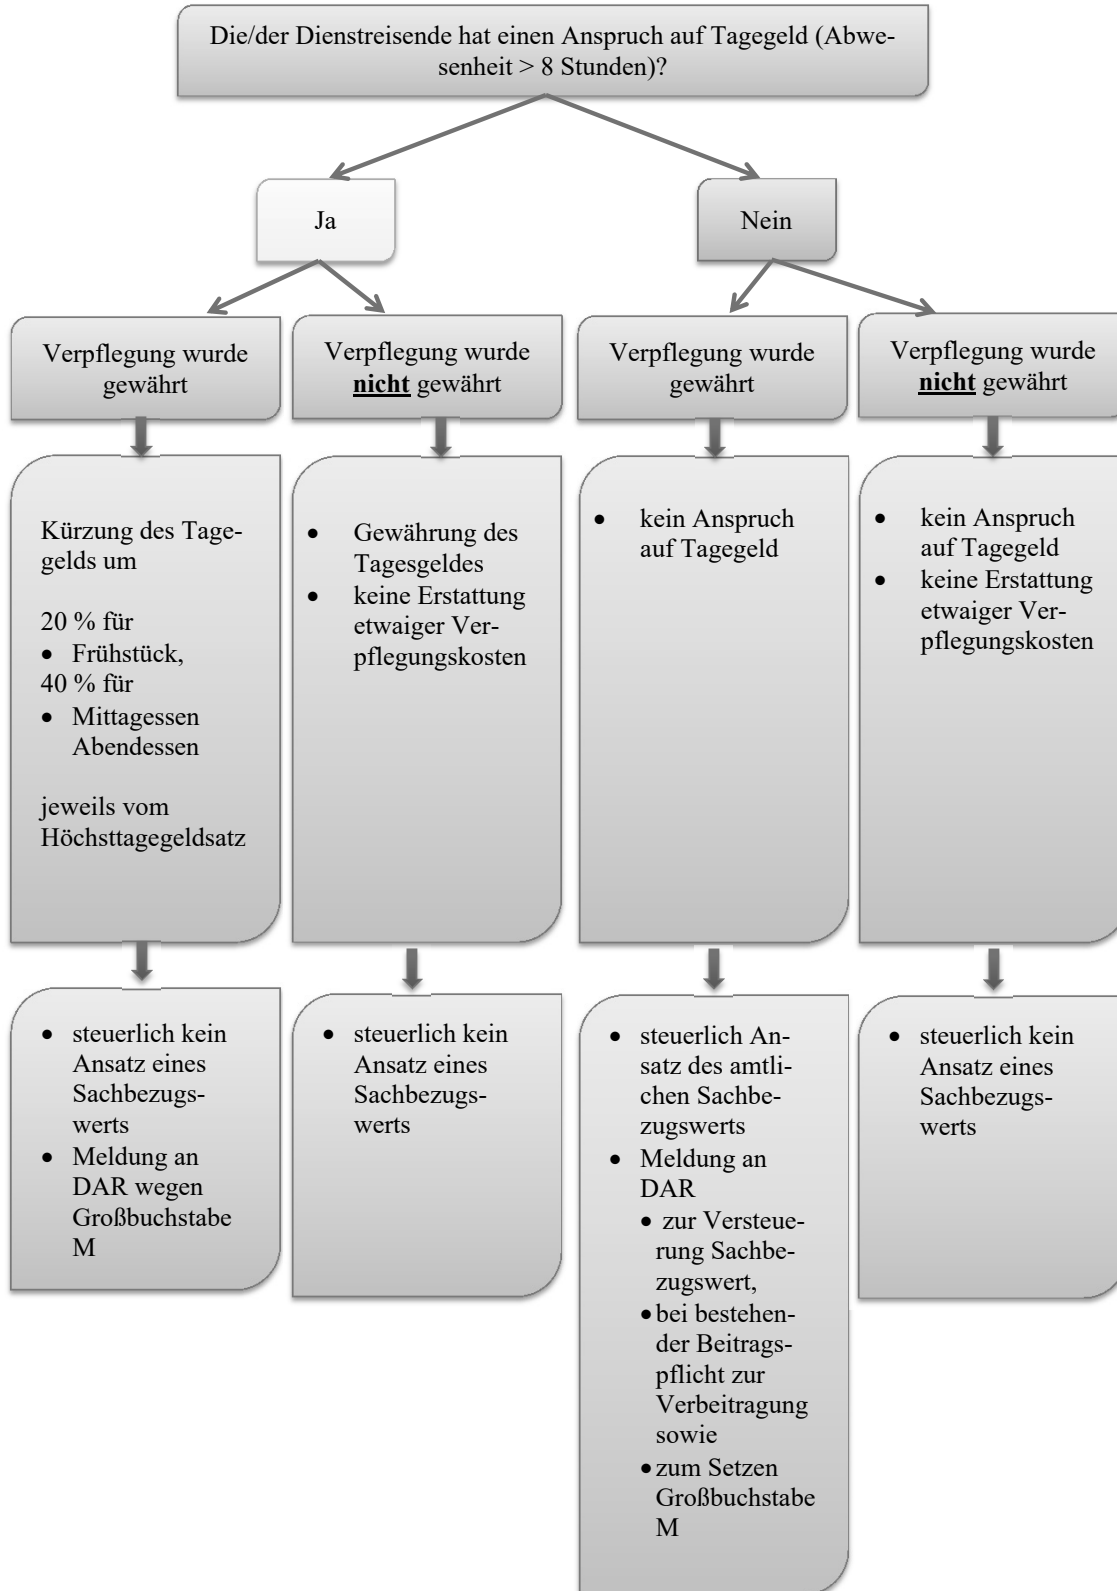 Die/der Dienstreisende hat einen Anspruch auf Tagegeld (Abwe-
senheit > 8 Stunden)?
Ja
Nein
Verpflegung wurde
gewährt
Verpflegung wurde
nicht gewährt
Verpflegung wurde
gewährt
Verpflegung wurde
nicht gewährt
Kürzung des Tage-
gelds um
20 % für
• Frühstück,
40 % für
• Mittagessen
Abendessen
jeweils vom
Höchsttagegeldsatz
• Gewährung des
Tagesgeldes
• keine Erstattung
etwaiger Ver-
pflegungskosten
• kein Anspruch
auf Tagegeld
• kein Anspruch
auf Tagegeld
• keine Erstattung
etwaiger Ver-
pflegungskosten
• steuerlich kein
Ansatz eines
Sachbezugs-
werts
• Meldung an
DAR wegen
Großbuchstabe
M
• steuerlich kein
Ansatz eines
Sachbezugs-
werts
• steuerlich An-
satz des amtli-
chen Sachbe-
zugswerts
• Meldung an
DAR
• zur Versteue-
rung Sachbe-
zugswert,
• bei bestehen-
der Beitrags-
pflicht zur
Verbeitragung
sowie
• zum Setzen
Großbuchstabe
M
• steuerlich kein
Ansatz eines
Sachbezugs-
werts